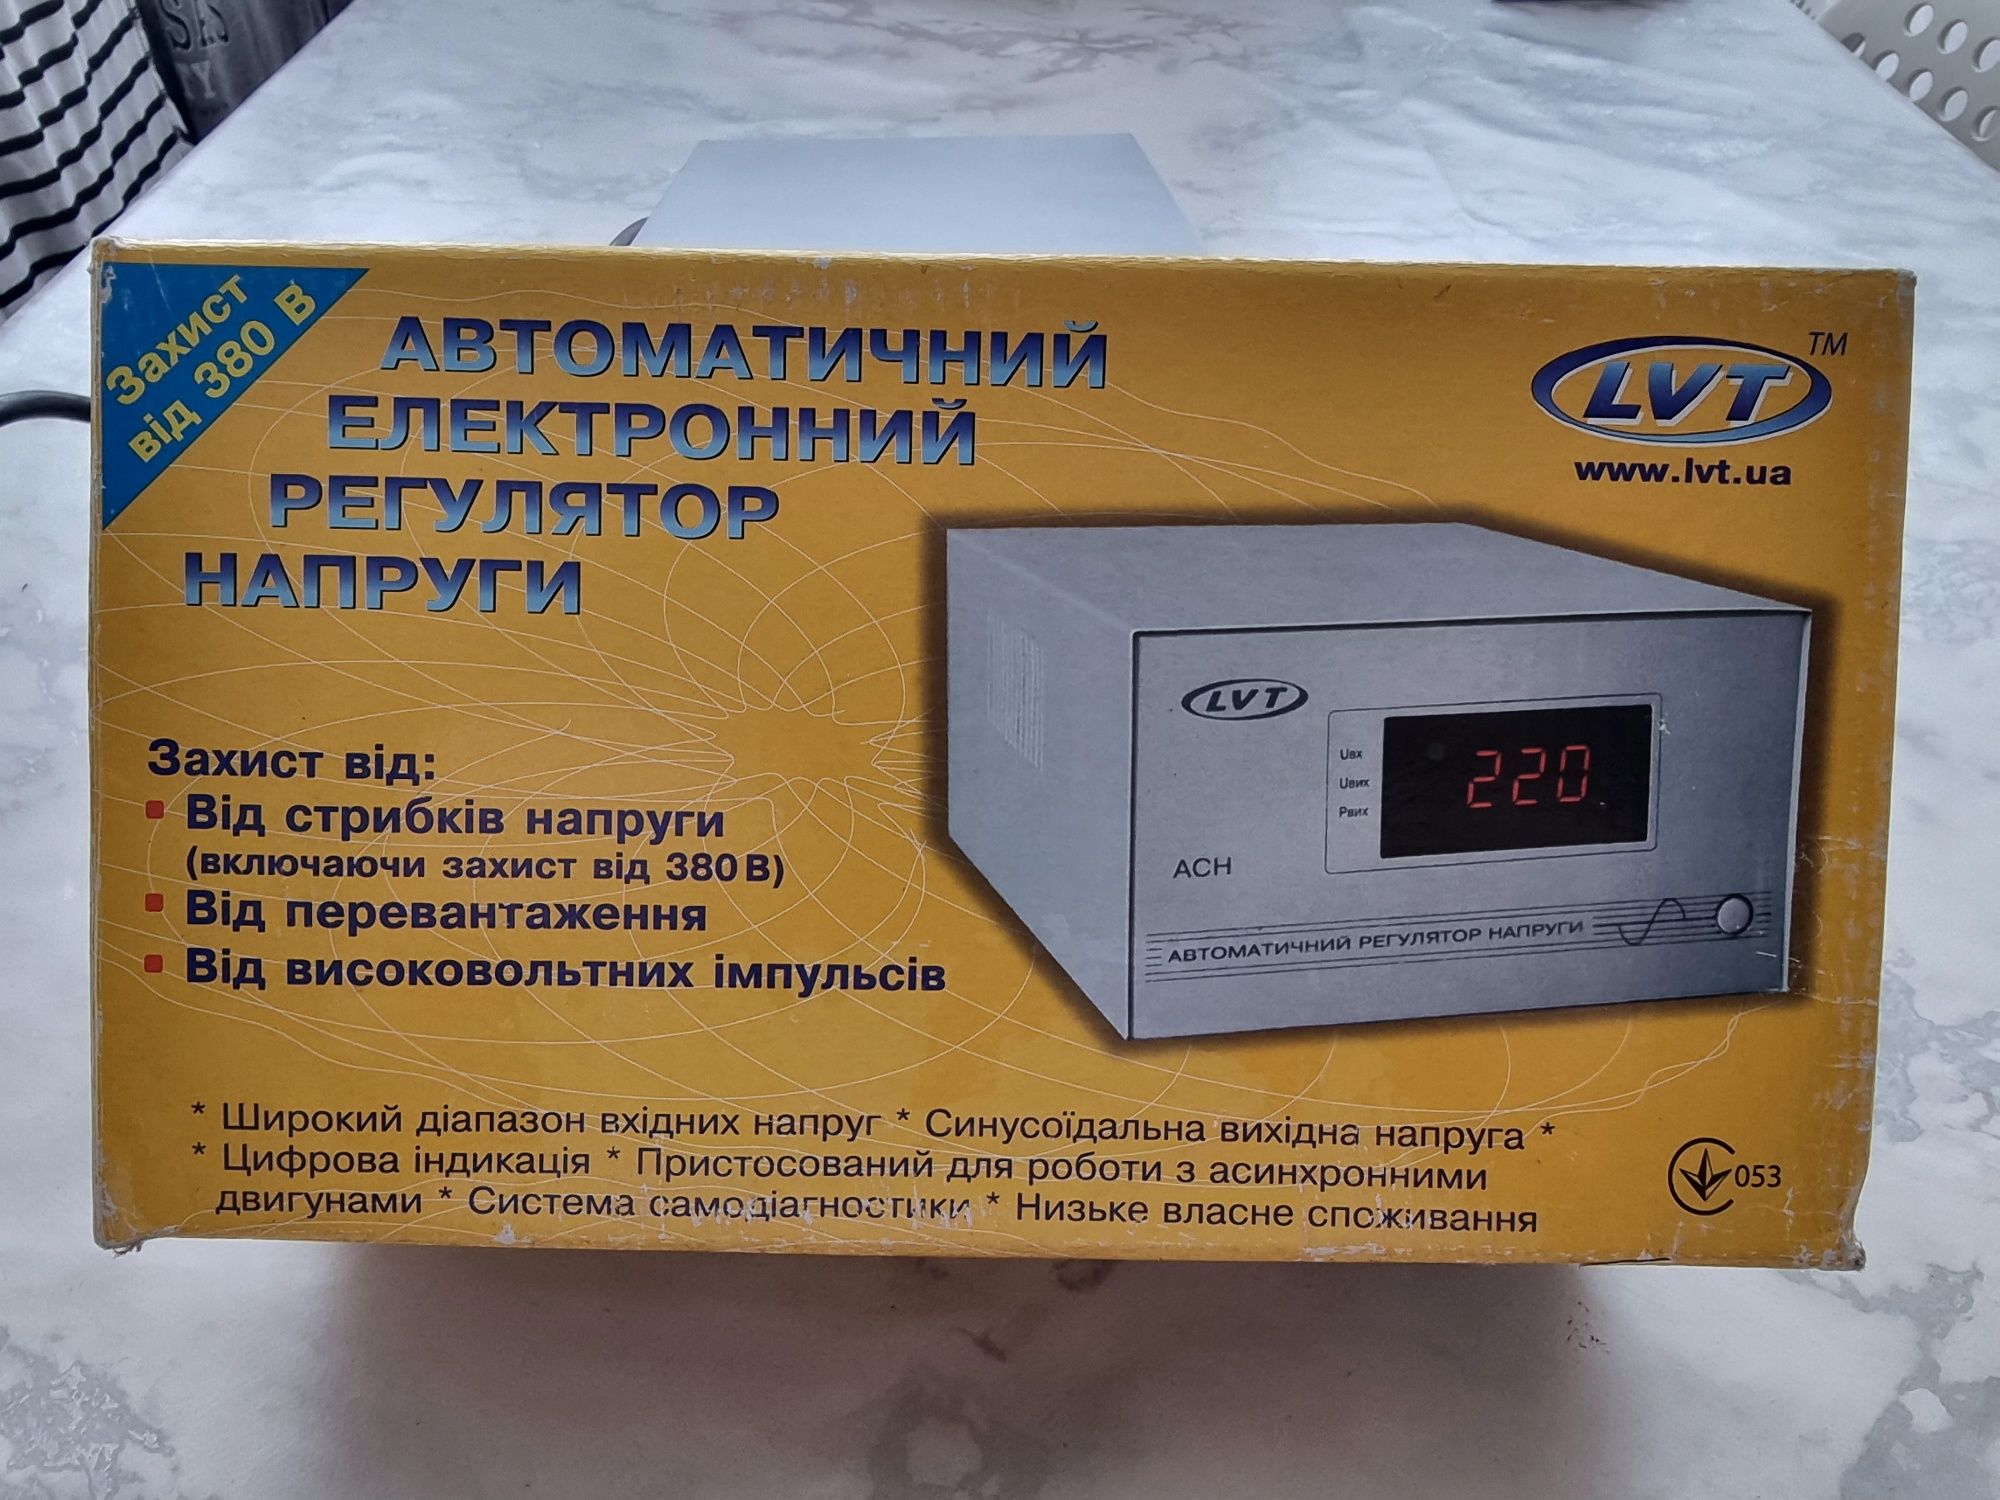 Захист
від 380 В
АВТОМАТИЧНИЙ
ЕЛЕКТРОННИЙ
РЕГУЛЯТОР
НАПРУГИ
LVT TM
www.lvt.ua
Захист від:
Від стрибків напруги
(включаючи захист від 380 В)
Від перевантаження
Від високовольтних імпульсів
LVT
Uвх
Uвих
Pвих
220
АСН
АВТОМАТИЧНИЙ РЕГУЛЯТОР НАПРУГИ
* Широкий діапазон вхідних напруг * Синусоїдальна вихідна напруга *
* Цифрова індикація * Пристосований для роботи з асинхронними
двигунами * Система самодіагностики * Низьке власне споживання
053